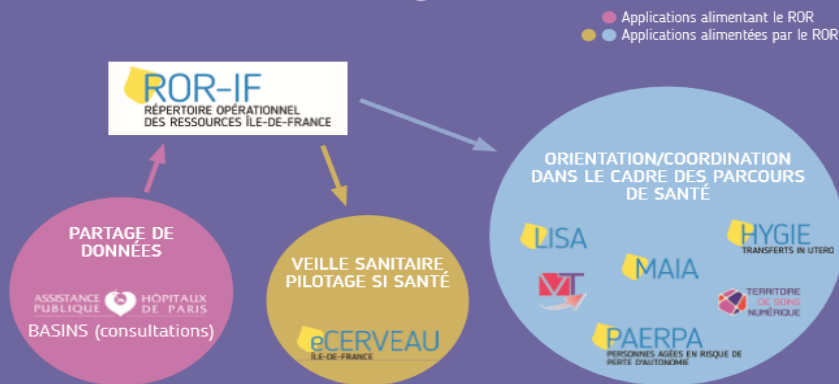 Applications alimentant le ROR
Applications alimentées par le ROR
ROR-IF
RÉPERTOIRE OPÉRATIONNEL
DES RESSOURCES ÎLE-DE-FRANCE
PARTAGE DE
DONNÉES
ASSISTANCE HÔPITAUX
PUBLIQUE DE PARIS
BASINS (consultations)
VEILLE SANITAIRE
PILOTAGE SI SANTÉ
eCERVEAU
ÎLE-DE-FRANCE
ORIENTATION/COORDINATION
DANS LE CADRE DES PARCOURS
DE SANTÉ
LISA
HYGIE
TRANSFERTS IN UTERO
MAIA
VT
TERRITOIRE
DE SOINS
NUMÉRIQUE
PAERPA
PERSONNES AGÉES EN RISQUE DE
PERTE D'AUTONOMIE